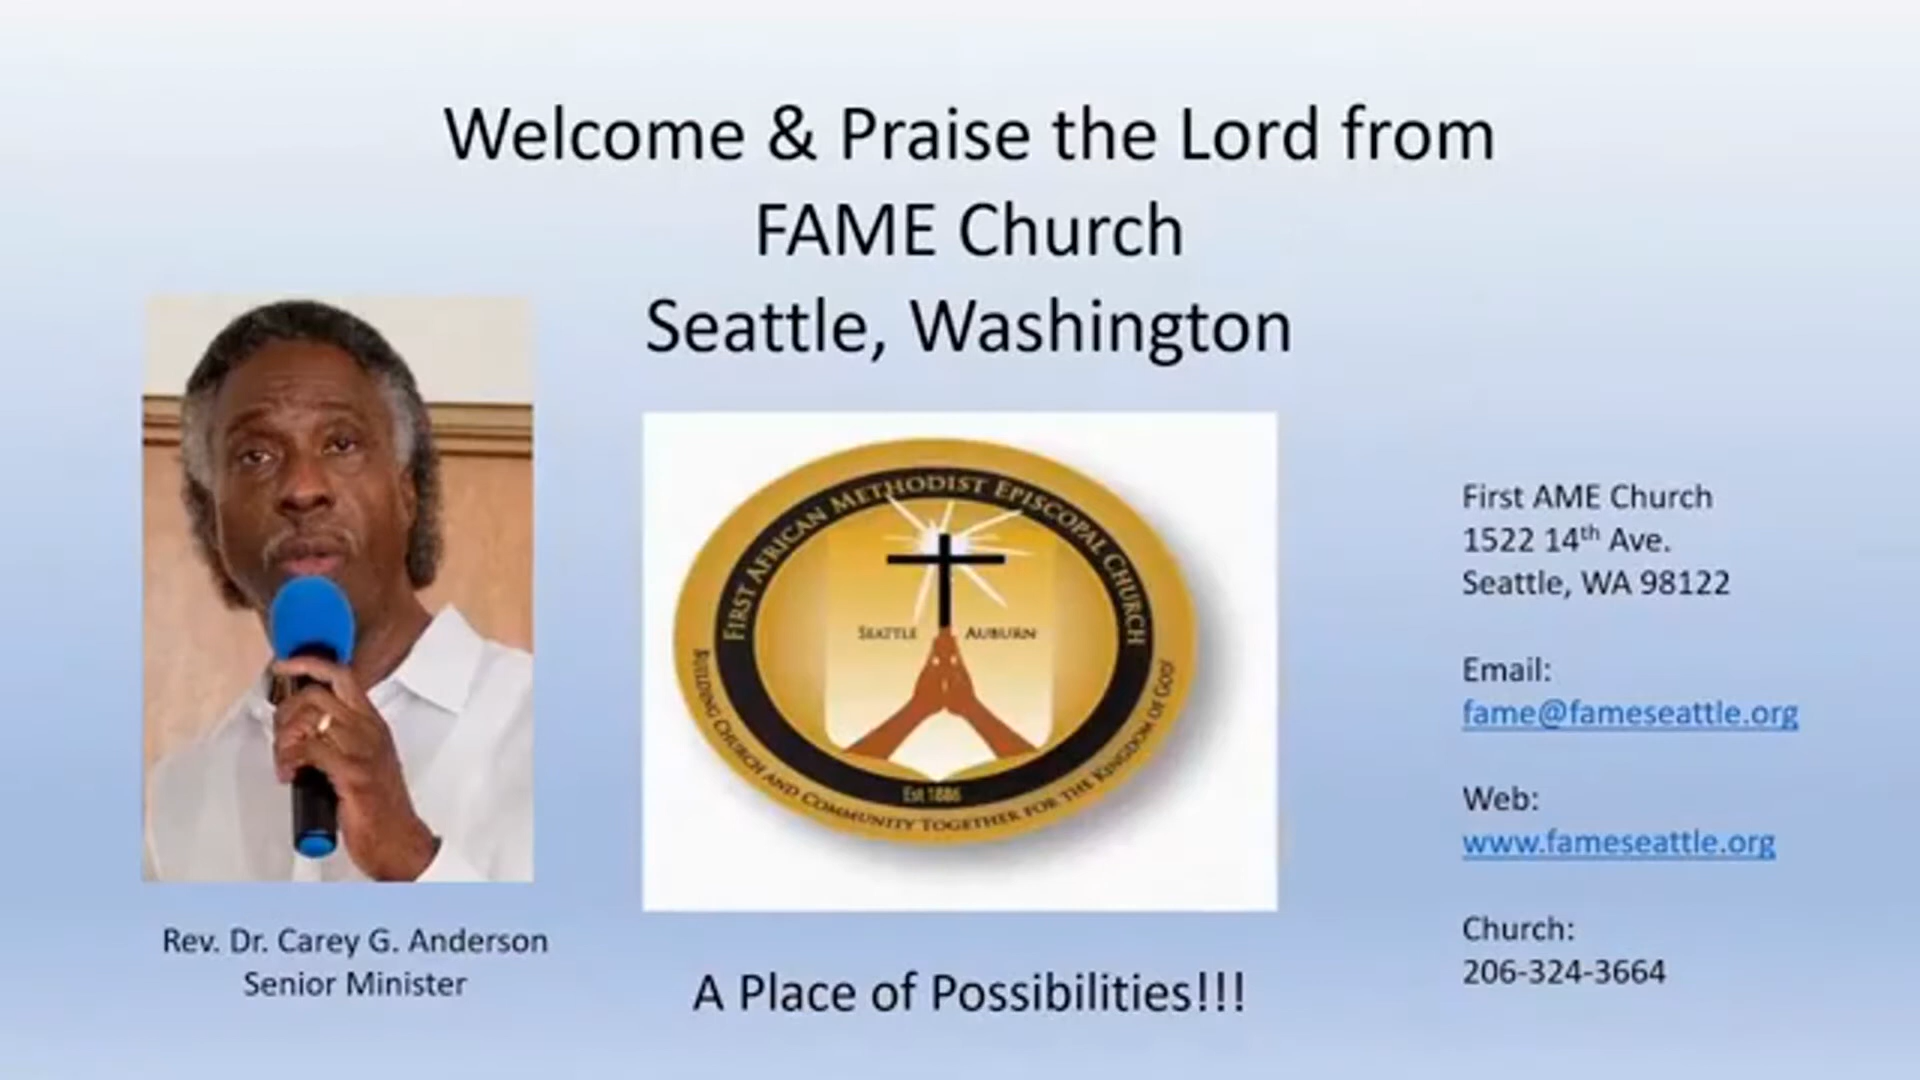 Welcome & Praise the Lord from
FAME Church
Seattle, Washington
FIRST AFRICAN METHODIST EPISCOPAL CHURCH
SEATTLE AUBURN
Est 1886
BUILDING CHURCH AND COMMUNITY TOGETHER FOR THE KINGDOM OF GOD
Rev. Dr. Carey G. Anderson
Senior Minister
A Place of Possibilities!!!
First AME Church
1522 14th Ave.
Seattle, WA 98122
Email:
fame@fameseattle.org
Web:
www.fameseattle.org
Church:
206-324-3664